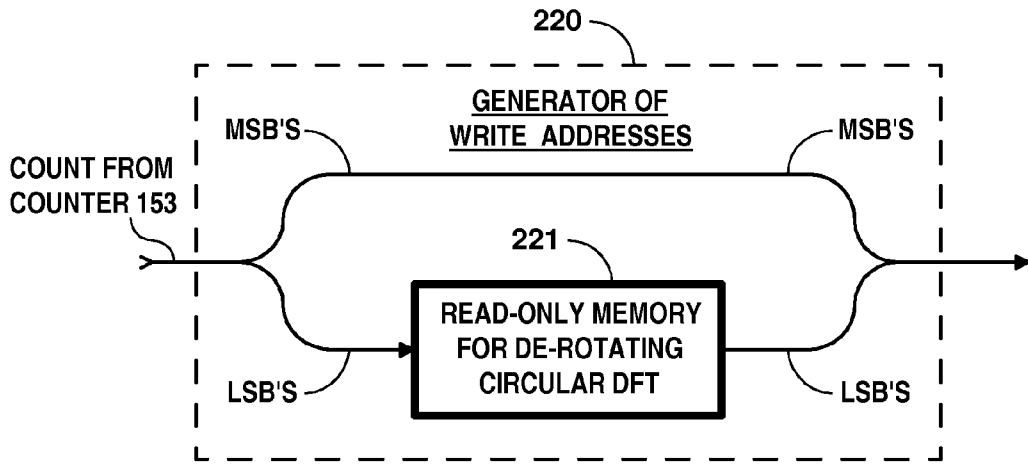 220
GENERATOR OF
WRITE ADDRESSES
MSB'S
MSB'S
COUNT FROM
COUNTER 153
221
READ-ONLY MEMORY
FOR DE-ROTATING
CIRCULAR DFT
LSB'S
LSB'S